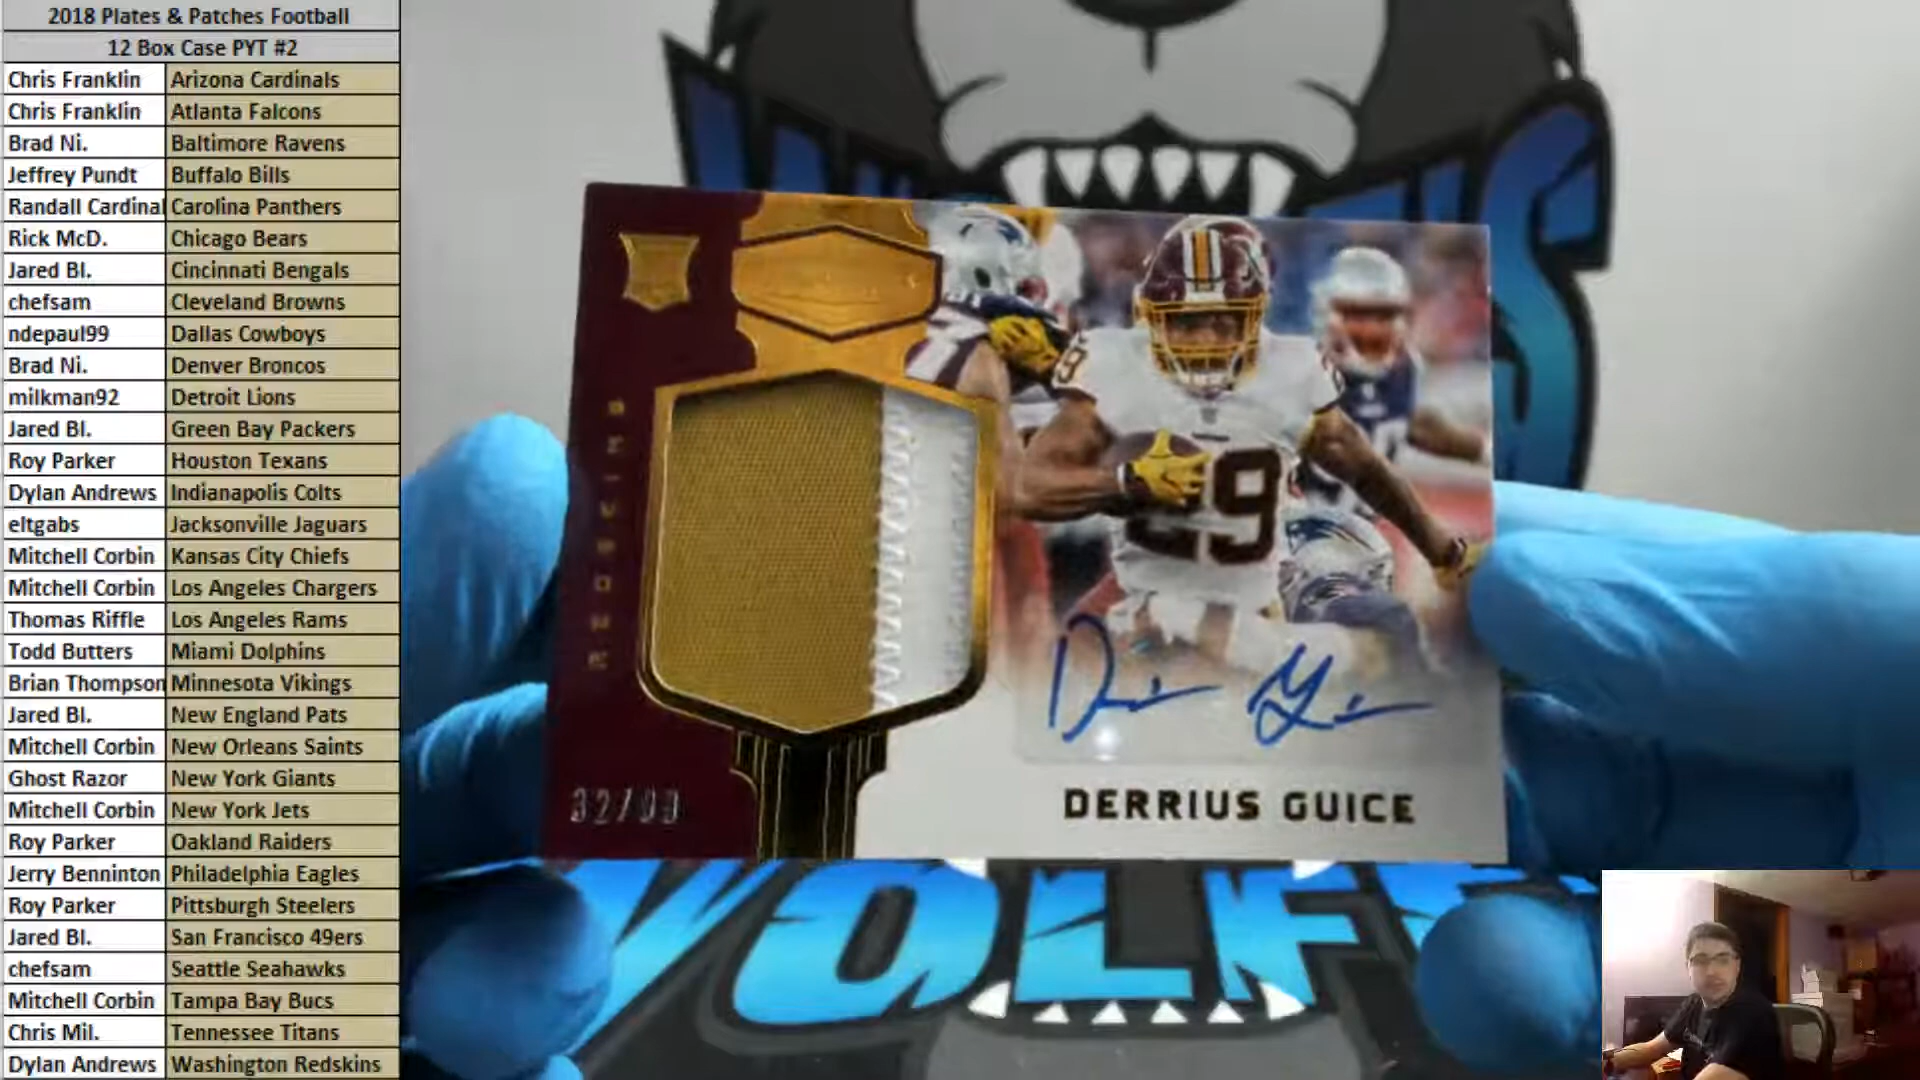 2018 Plates & Patches Football
12 Box Case PYT #2
Chris Franklin Arizona Cardinals
Chris Franklin Atlanta Falcons
Brad Ni. Baltimore Ravens
Jeffrey Pundt Buffalo Bills
Randall Cardinal Carolina Panthers
Rick McD. Chicago Bears
Jared Bl. Cincinnati Bengals
chefsam Cleveland Browns
ndepaul99 Dallas Cowboys
Brad Ni. Denver Broncos
milkman92 Detroit Lions
Jared Bl. Green Bay Packers
Roy Parker Houston Texans
Dylan Andrews Indianapolis Colts
eltgabs Jacksonville Jaguars
Mitchell Corbin Kansas City Chiefs
Mitchell Corbin Los Angeles Chargers
Thomas Riffle Los Angeles Rams
Todd Butters Miami Dolphins
Brian Thompson Minnesota Vikings
Jared Bl. New England Pats
Mitchell Corbin New Orleans Saints
Ghost Razor New York Giants
Mitchell Corbin New York Jets
Roy Parker Oakland Raiders
Jerry Benninton Philadelphia Eagles
Roy Parker Pittsburgh Steelers
Jared Bl. San Francisco 49ers
chefsam Seattle Seahawks
Mitchell Corbin Tampa Bay Bucs
Chris Mil. Tennessee Titans
Dylan Andrews Washington Redskins
REDSKINS
29
32/99
DERRIUS GUICE
WOLF